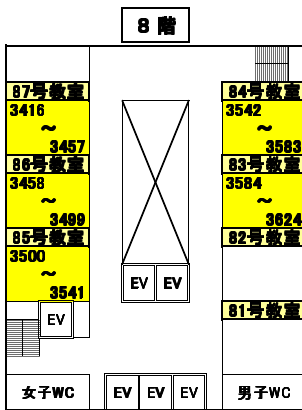 8 階
87号教室
3416
～
3457
86号教室
3458
～
3499
85号教室
3500
～
3541
EV
女子WC
EV EV
EV EV EV
84号教室
3542
～
3583
83号教室
3584
～
3624
82号教室
81号教室
男子WC